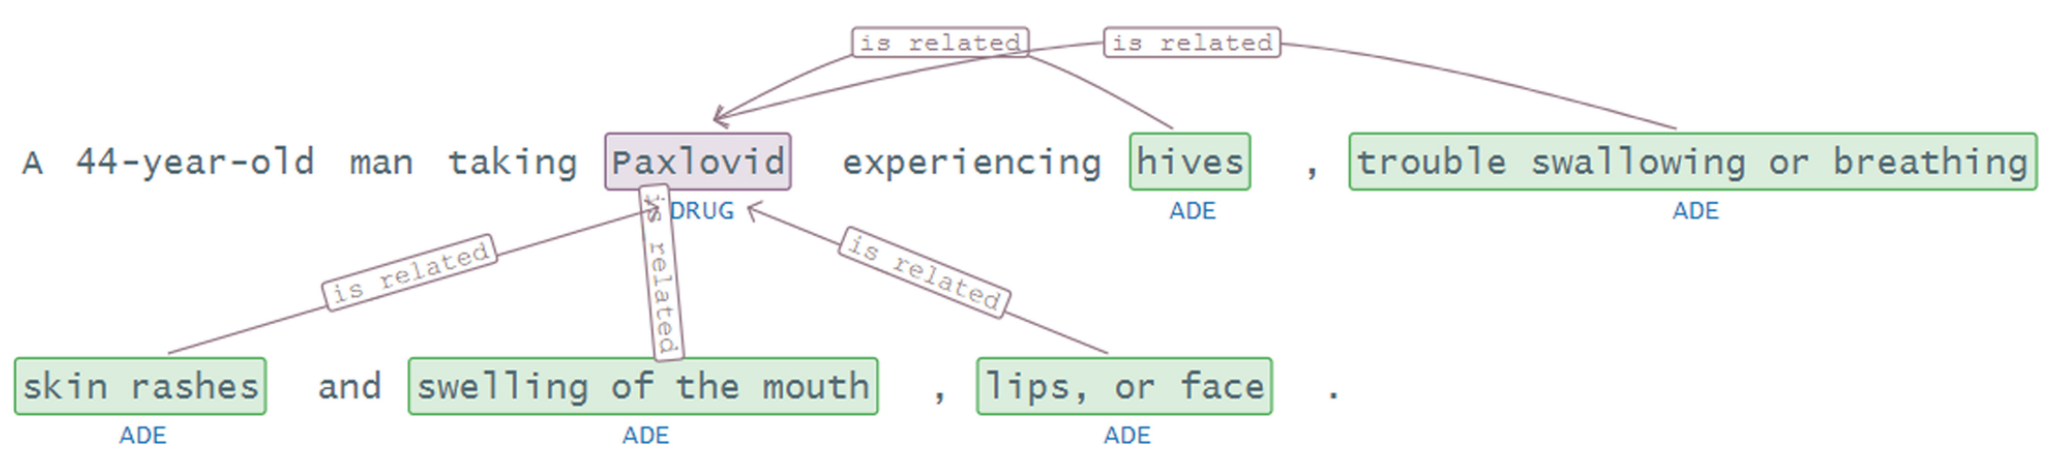 is related is related
A 44-year-old man taking Paxlovid experiencing hives , trouble swallowing or breathing
DRUG ADE ADE
is related is related is related
skin rashes and swelling of the mouth , lips, or face .
ADE ADE ADE